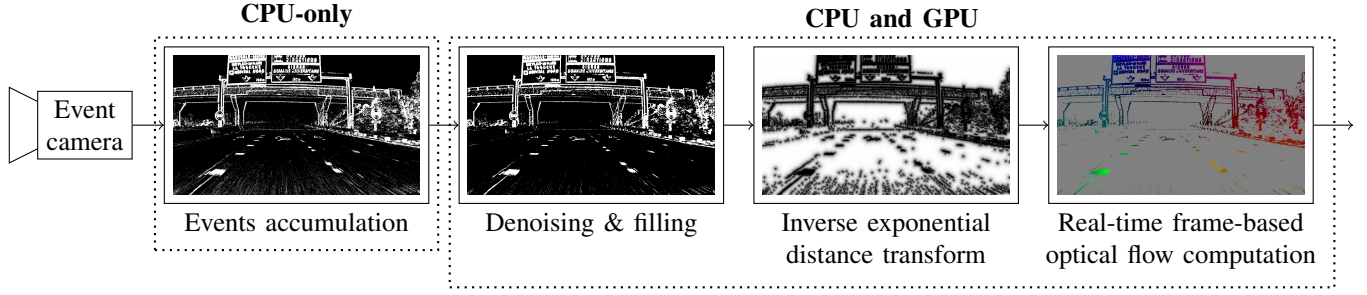 CPU-only
CPU and GPU
Event
camera
Events accumulation
Denoising & filling
Inverse exponential
distance transform
Real-time frame-based
optical flow computation